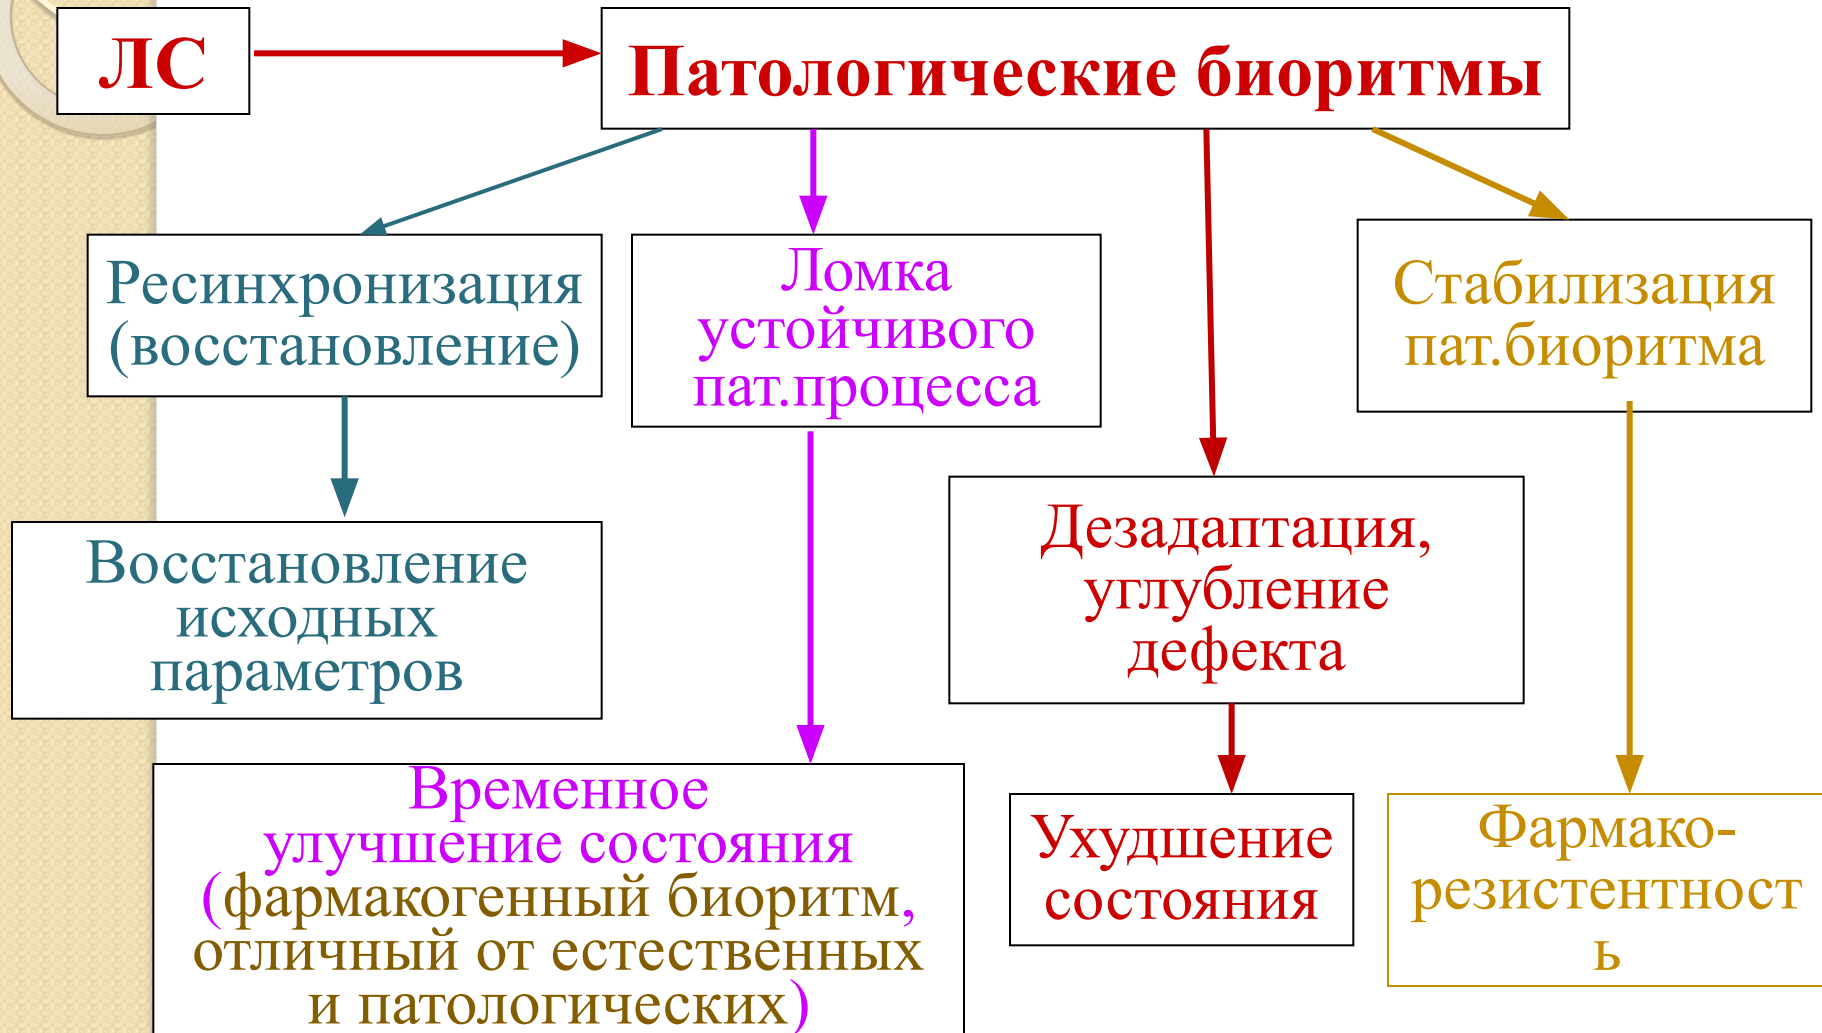 ЛС
Патологические биоритмы
Ресинхронизация
(восстановление)
Ломка
устойчивого
пат.процесса
Стабилизация
пат.биоритма
Восстановление
исходных
параметров
Дезадаптация,
углубление
дефекта
Временное
улучшение состояния
(фармакогенный биоритм,
отличный от естественных
и патологических)
Ухудшение
состояния
Фармако-
резистентност
ь